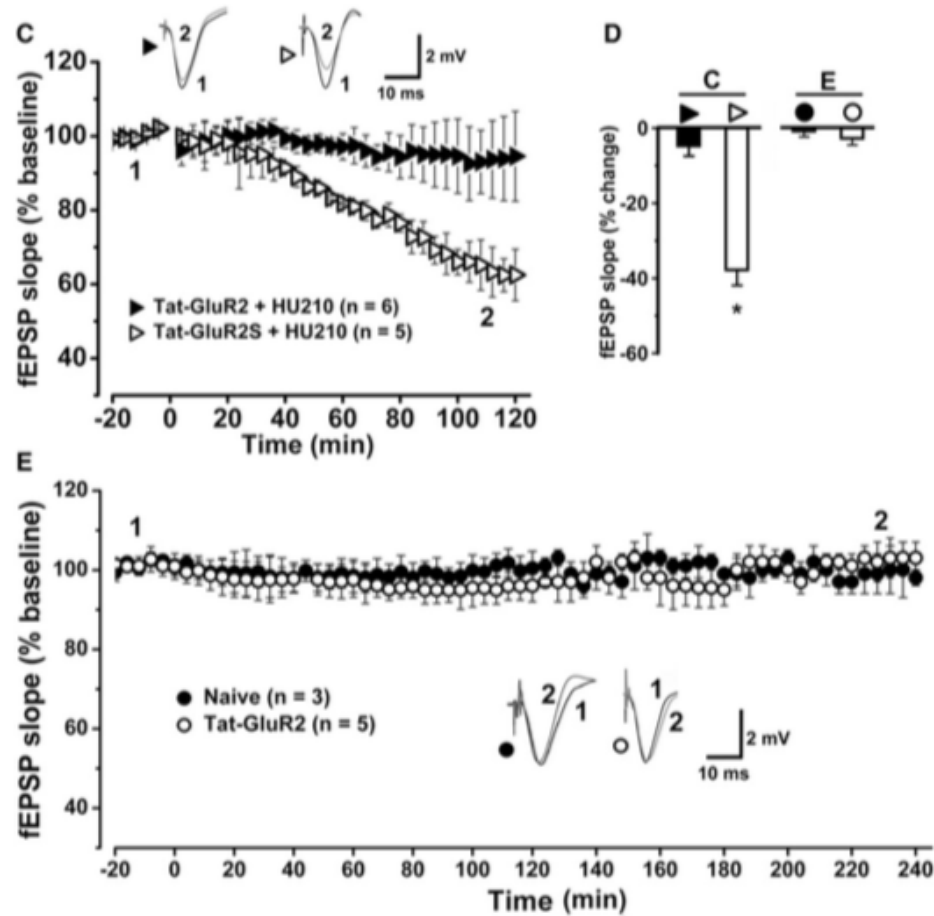 C
2
1
2
1
2 mV
10 ms
120
100
80
60
40
fEPSP slope (% baseline)
1
2
Tat-GluR2 + HU210 (n = 6)
Tat-GluR2S + HU210 (n = 5)
-20 0 20 40 60 80 100 120
Time (min)
D
C E
0
-20
-40
-60
fEPSP slope (% change)
*
E
120
100
80
60
40
fEPSP slope (% baseline)
1
2
Naive (n = 3)
Tat-GluR2 (n = 5)
2
1
1
2
2 mV
10 ms
-20 0 20 40 60 80 100 120 140 160 180 200 220 240
Time (min)